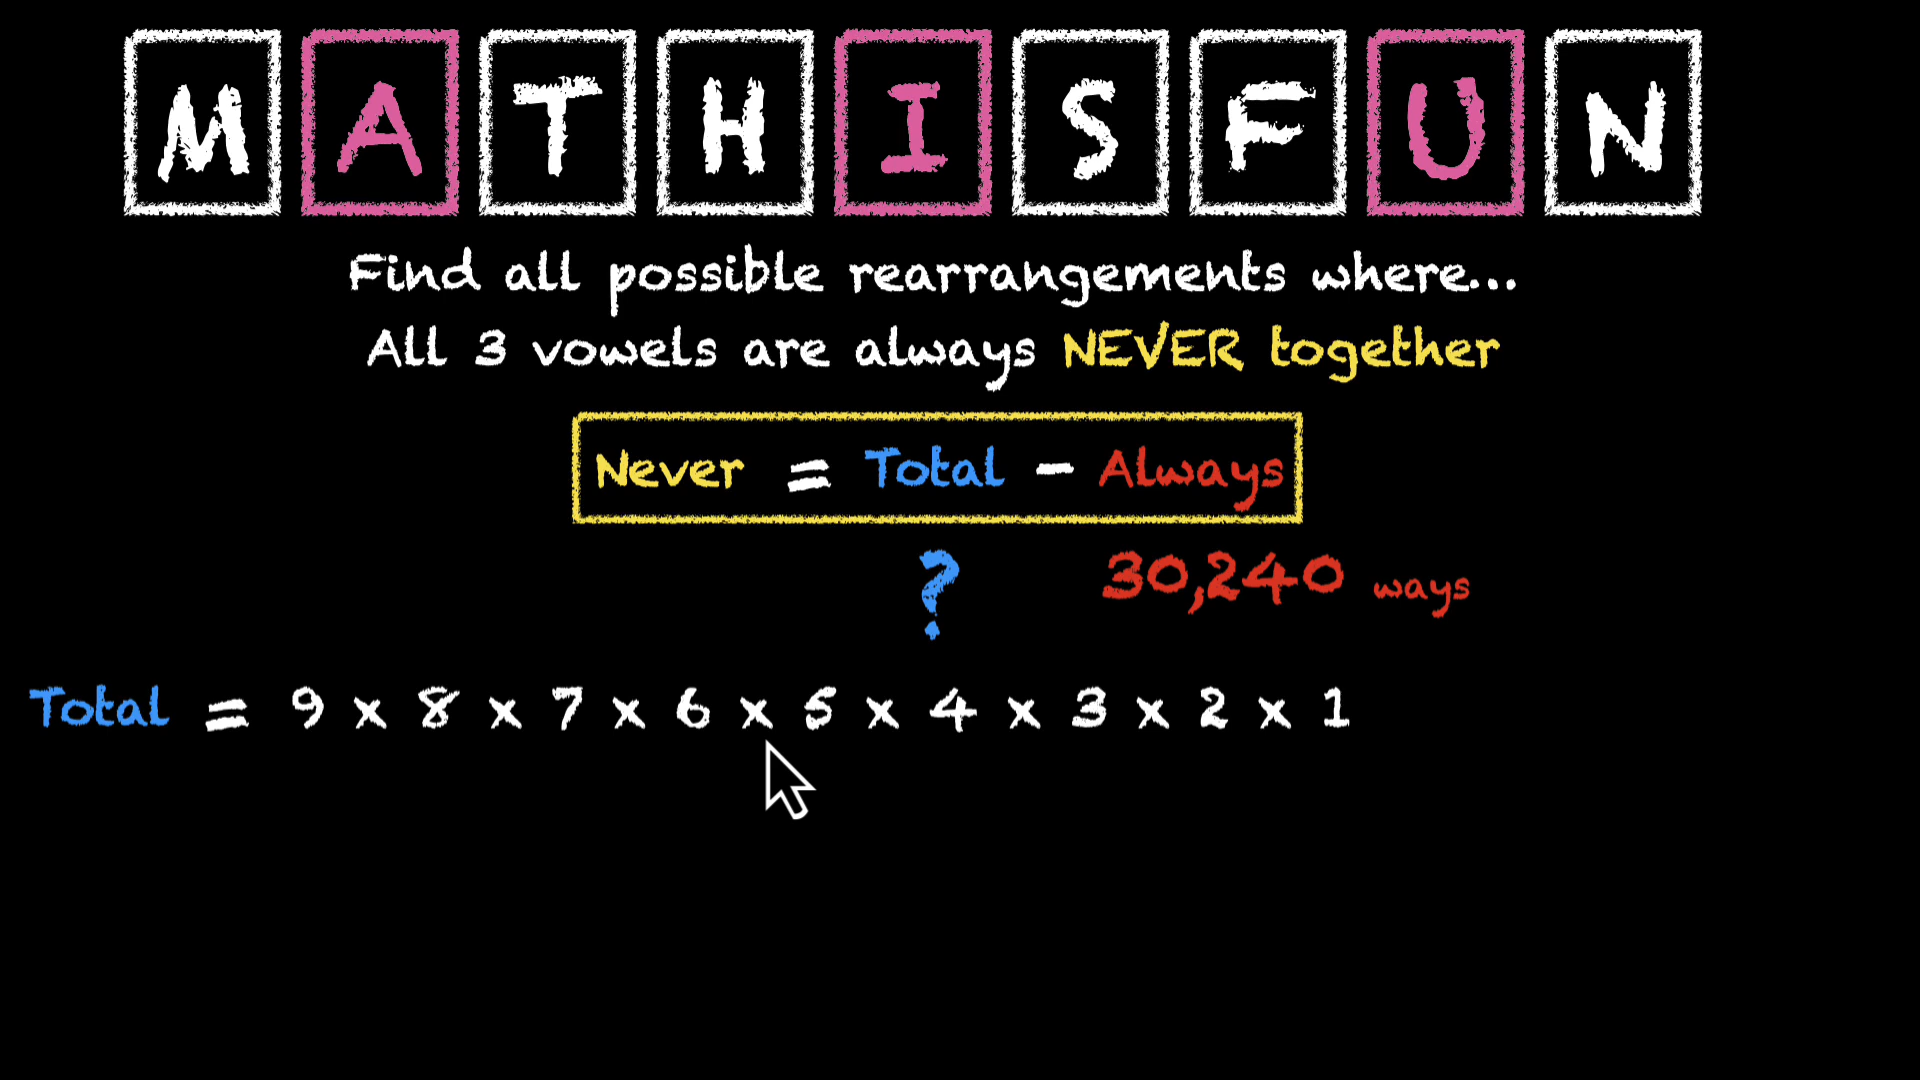 M A T H I S F U N
Find all possible rearrangements where...
All 3 vowels are always NEVER together
Never = Total - Always
? 30,240 ways
Total = 9 x 8 x 7 x 6 x 5 x 4 x 3 x 2 x 1